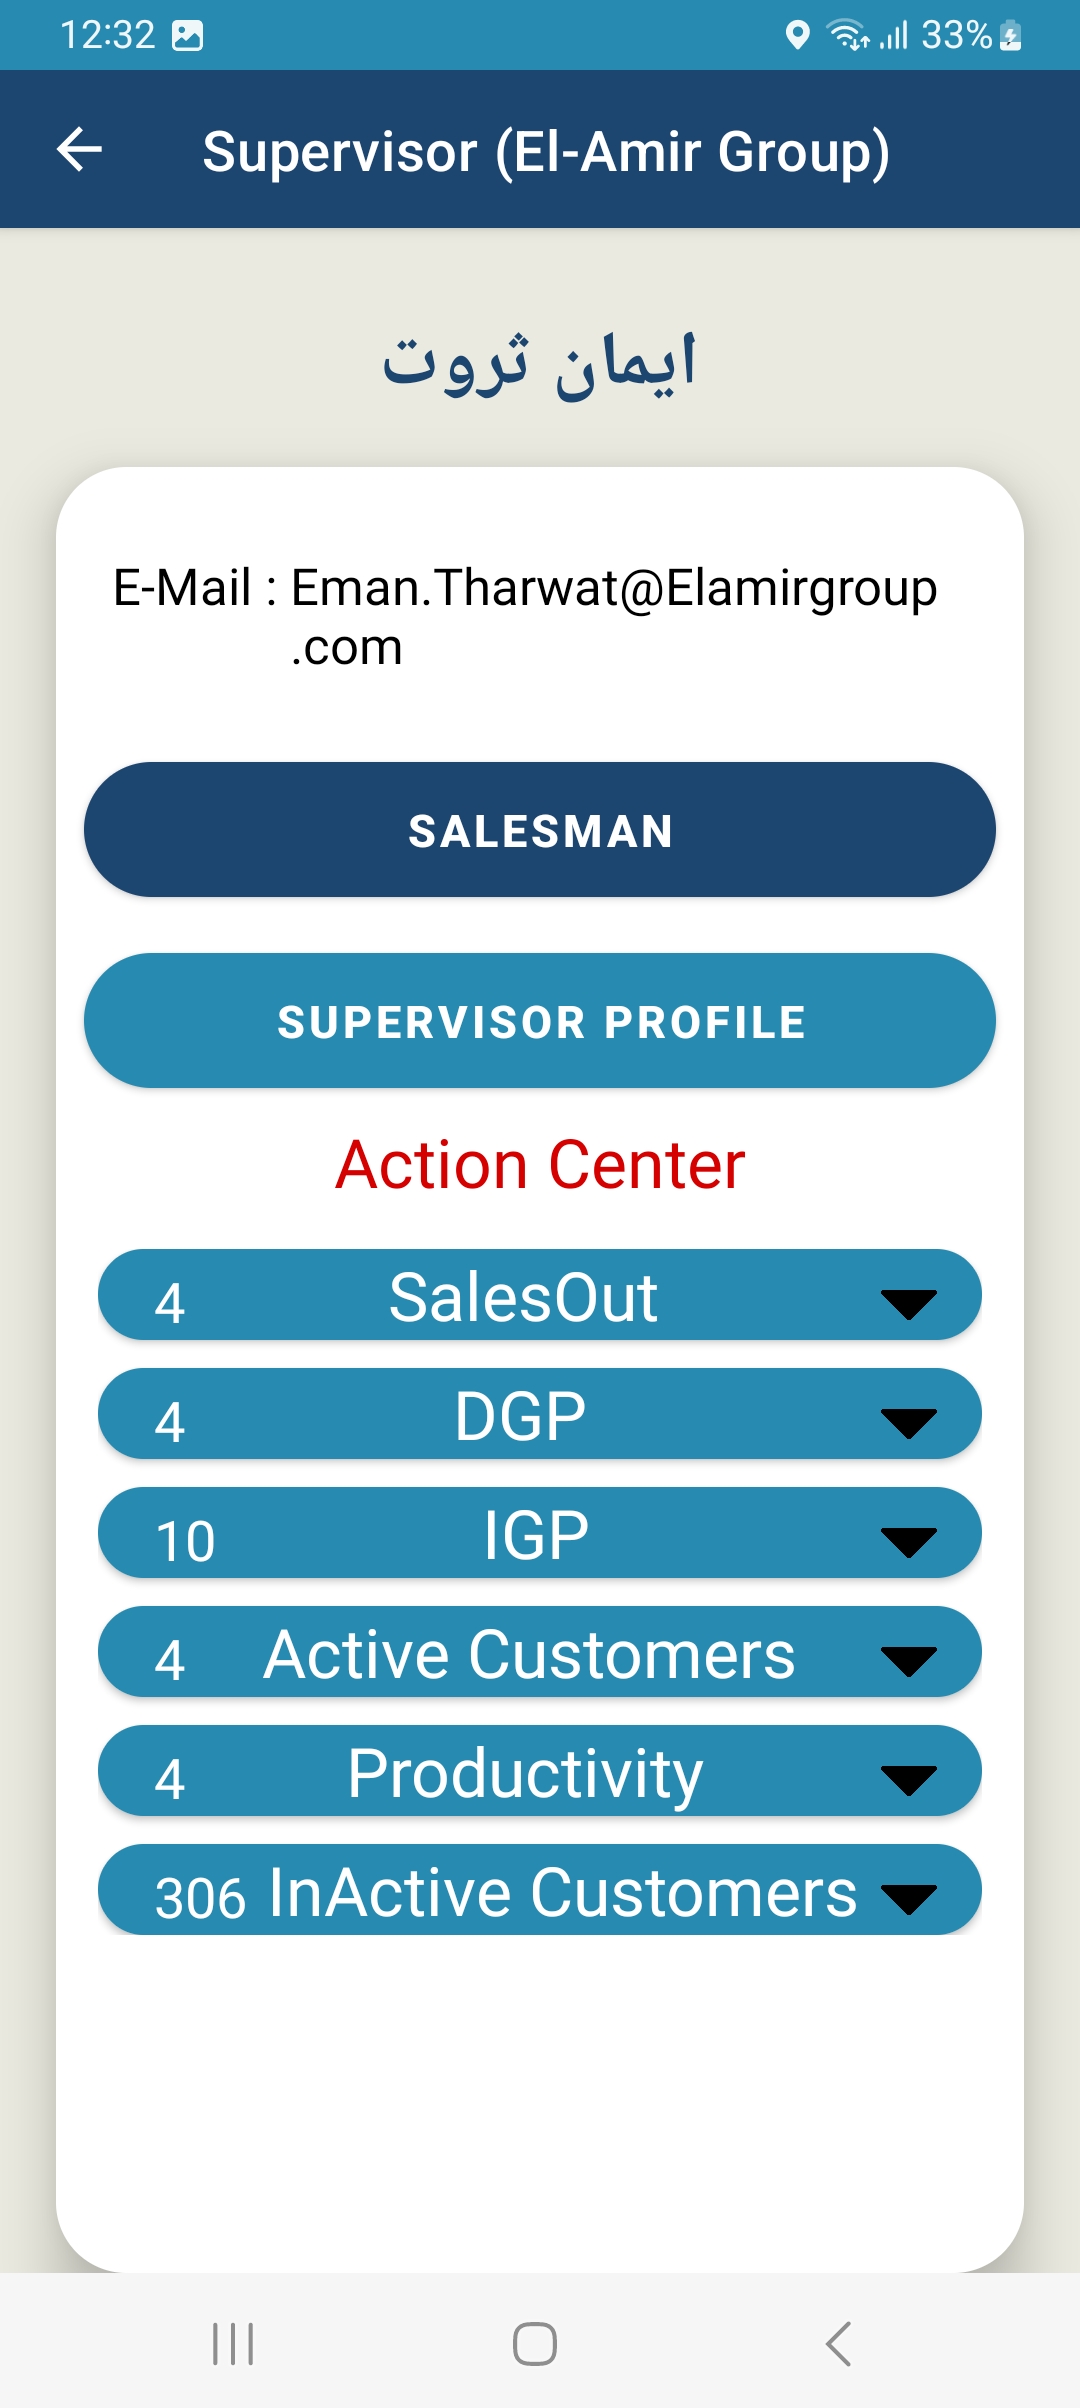 12:32 33%
Supervisor (El-Amir Group)
ايمان ثروت
E-Mail : Eman.Tharwat@Elamirgroup
.com
SALESMAN
SUPERVISOR PROFILE
Action Center
4 SalesOut
4 DGP
10 IGP
4 Active Customers
4 Productivity
306 InActive Customers